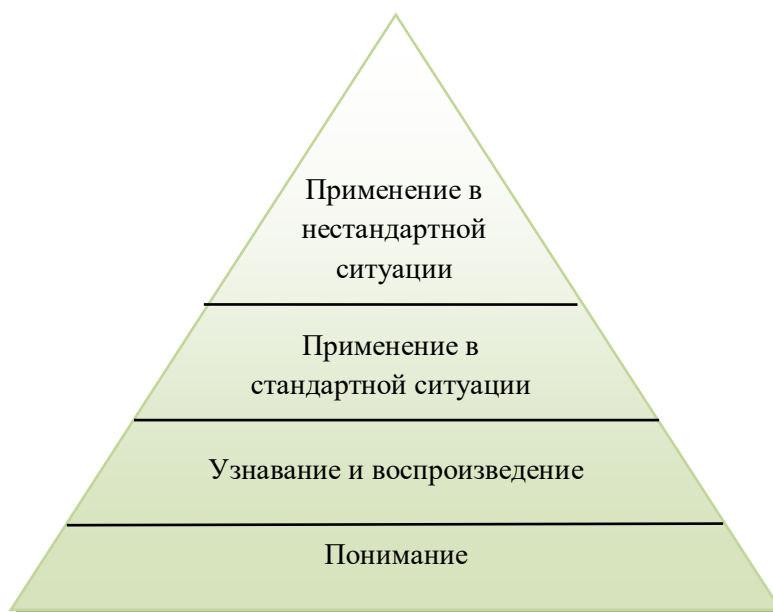 Применение в
нестандартной
ситуации
Применение в
стандартной ситуации
Узнавание и воспроизведение
Понимание